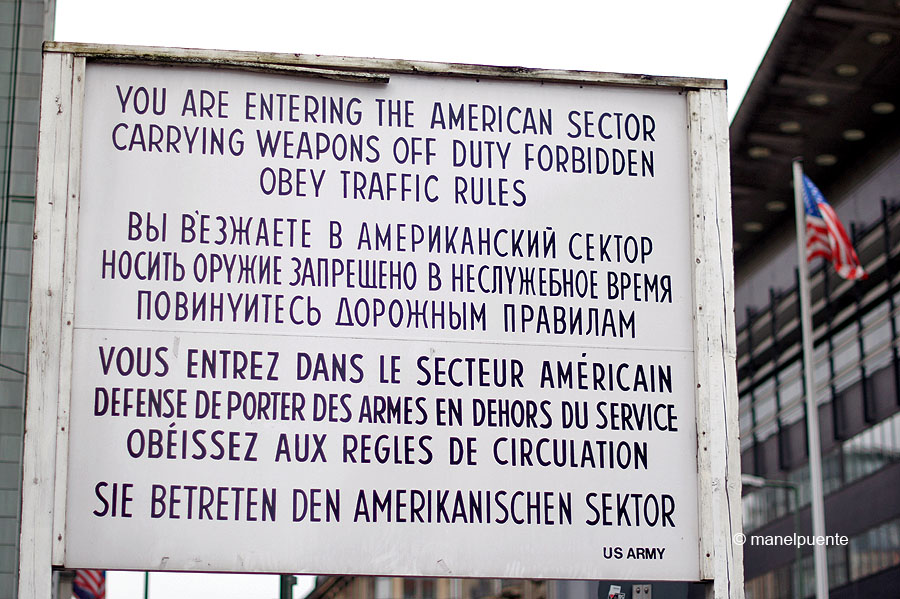 YOU ARE ENTERING THE AMERICAN SECTOR
CARRYING WEAPONS OFF DUTY FORBIDDEN
OBEY TRAFFIC RULES
ВЫ В'ЕЗЖАЕТЕ В АМЕРИКАНСКИЙ СЕКТОР
НОСИТЬ ОРУЖИЕ ЗАПРЕЩЕНО В НЕСЛУЖЕБНОЕ ВРЕМЯ
ПОВИНУИТЕСЬ ДОРОЖНЫМ ПРАВИЛАМ
VOUS ENTREZ DANS LE SECTEUR AMÉRICAIN
DEFENSE DE PORTER DES ARMES EN DEHORS DU SERVICE
OBÉISSEZ AUX REGLES DE CIRCULATION
SIE BETRETEN DEN AMERIKANISCHEN SEKTOR
US ARMY
© manelpuente